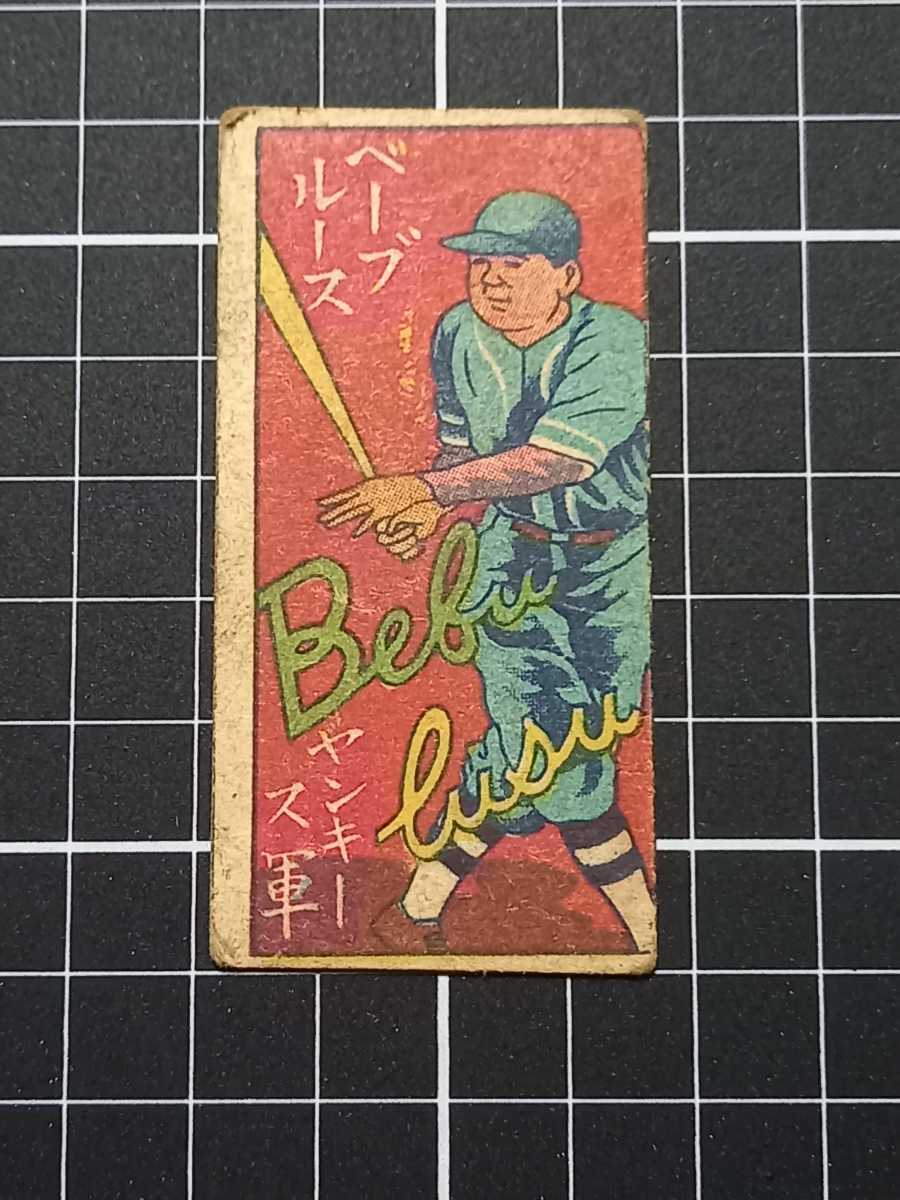 ベーブ
ルース
Bebu
lusu
ヤンキー
ス軍